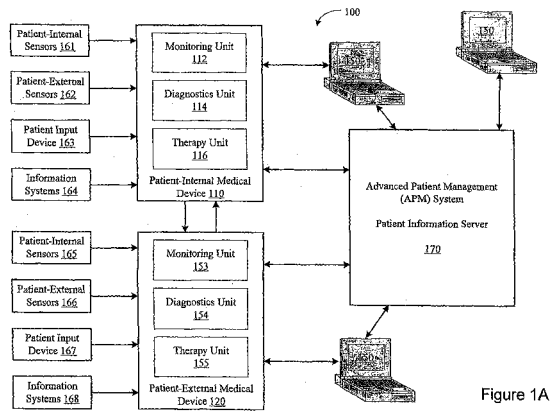 100
Patient-Internal
Sensors 161
Patient-External
Sensors 162
Patient Input
Device 163
Information
Systems 164
Monitoring Unit
112
Diagnostics Unit
114
Therapy Unit
116
Patient-Internal Medical
Device 110
Patient-Internal
Sensors 165
Patient-External
Sensors 166
Patient Input
Device 167
Information
Systems 168
Monitoring Unit
153
Diagnostics Unit
154
Therapy Unit
155
Patient-External Medical
Device 120
130
Advanced Patient Management
(APM) System
Patient Information Server
170
Figure 1A